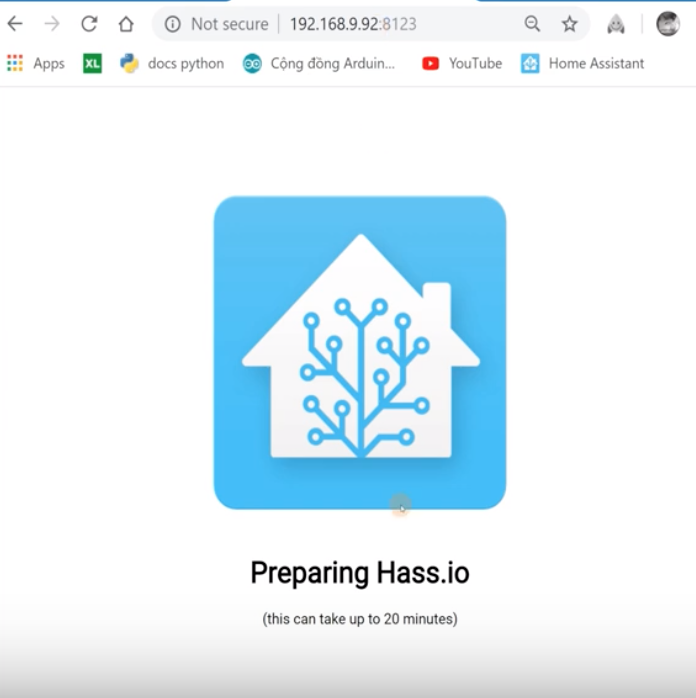 Not secure 192.168.9.92:8123
Apps XL docs python Cộng đồng Arduin... YouTube Home Assistant
Preparing Hass.io
(this can take up to 20 minutes)